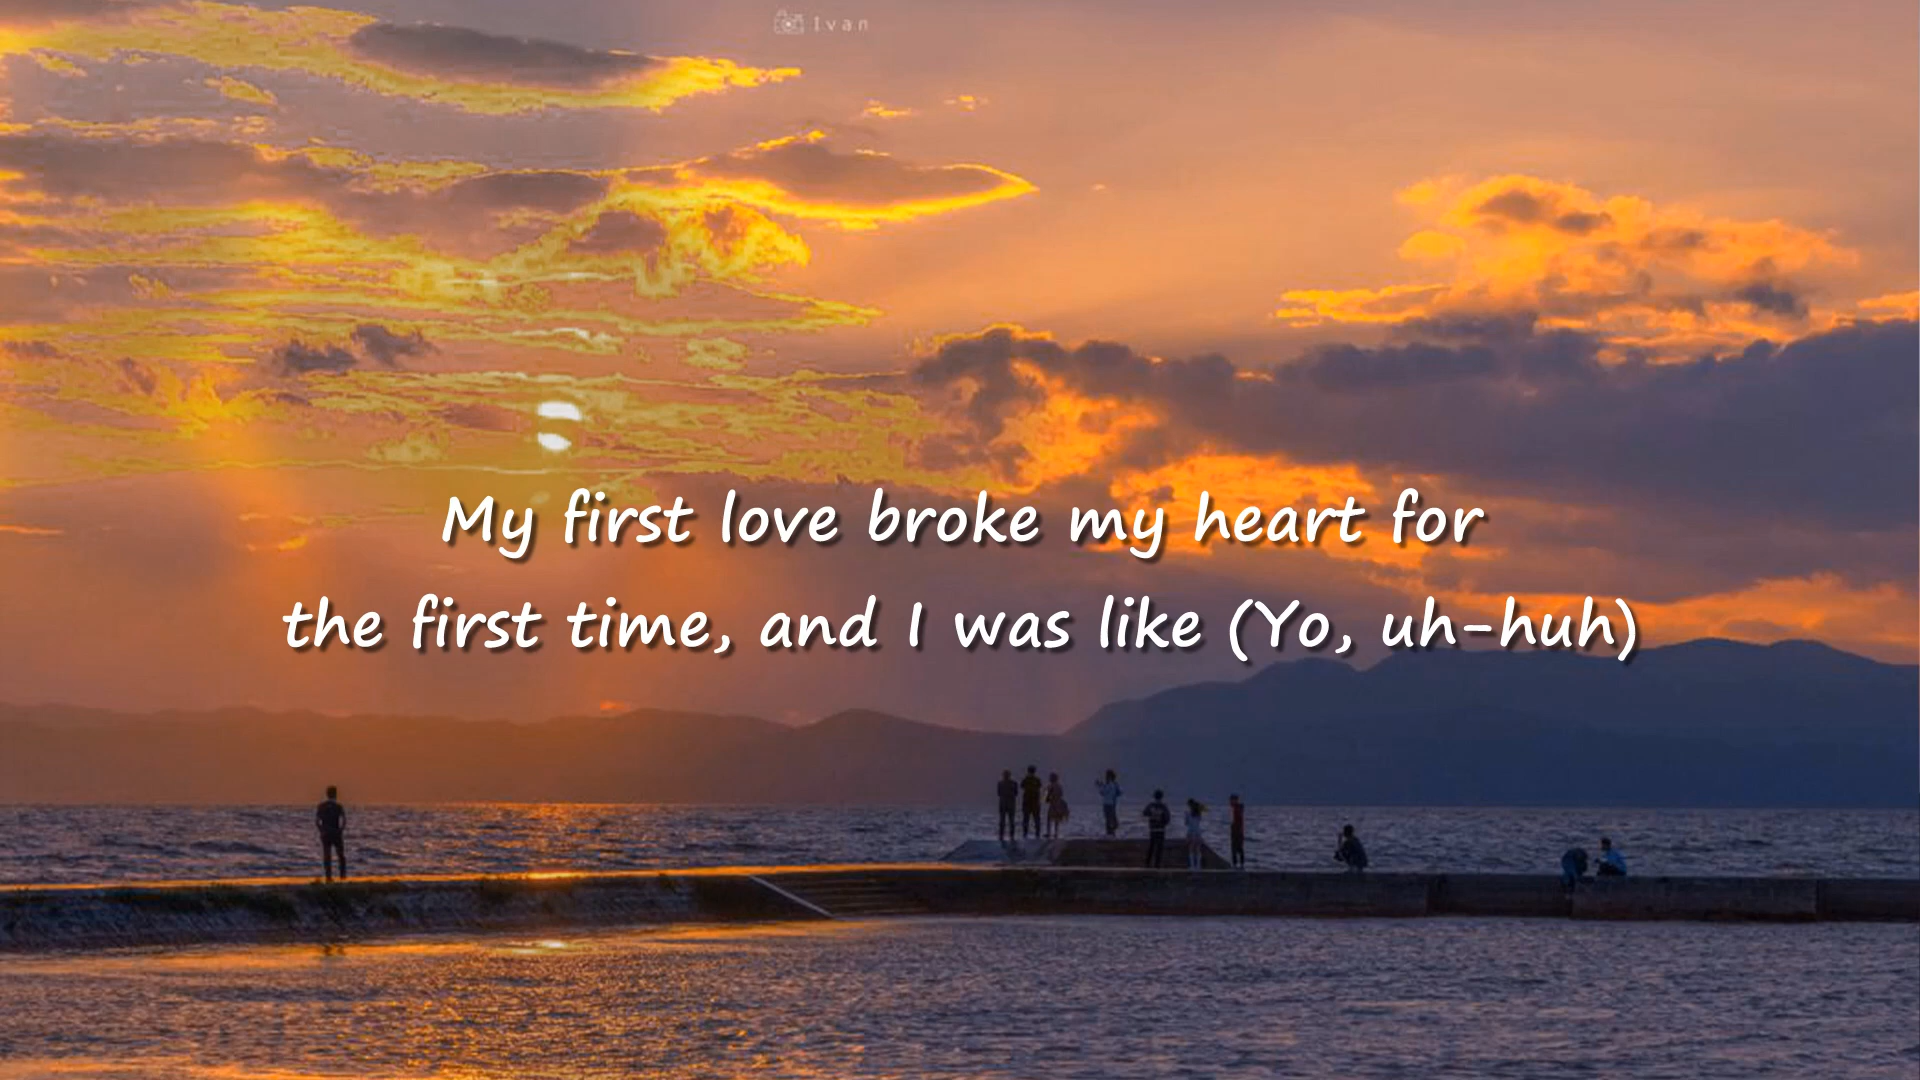 Ivan
My first love broke my heart for
the first time, and I was like (Yo, uh-huh)